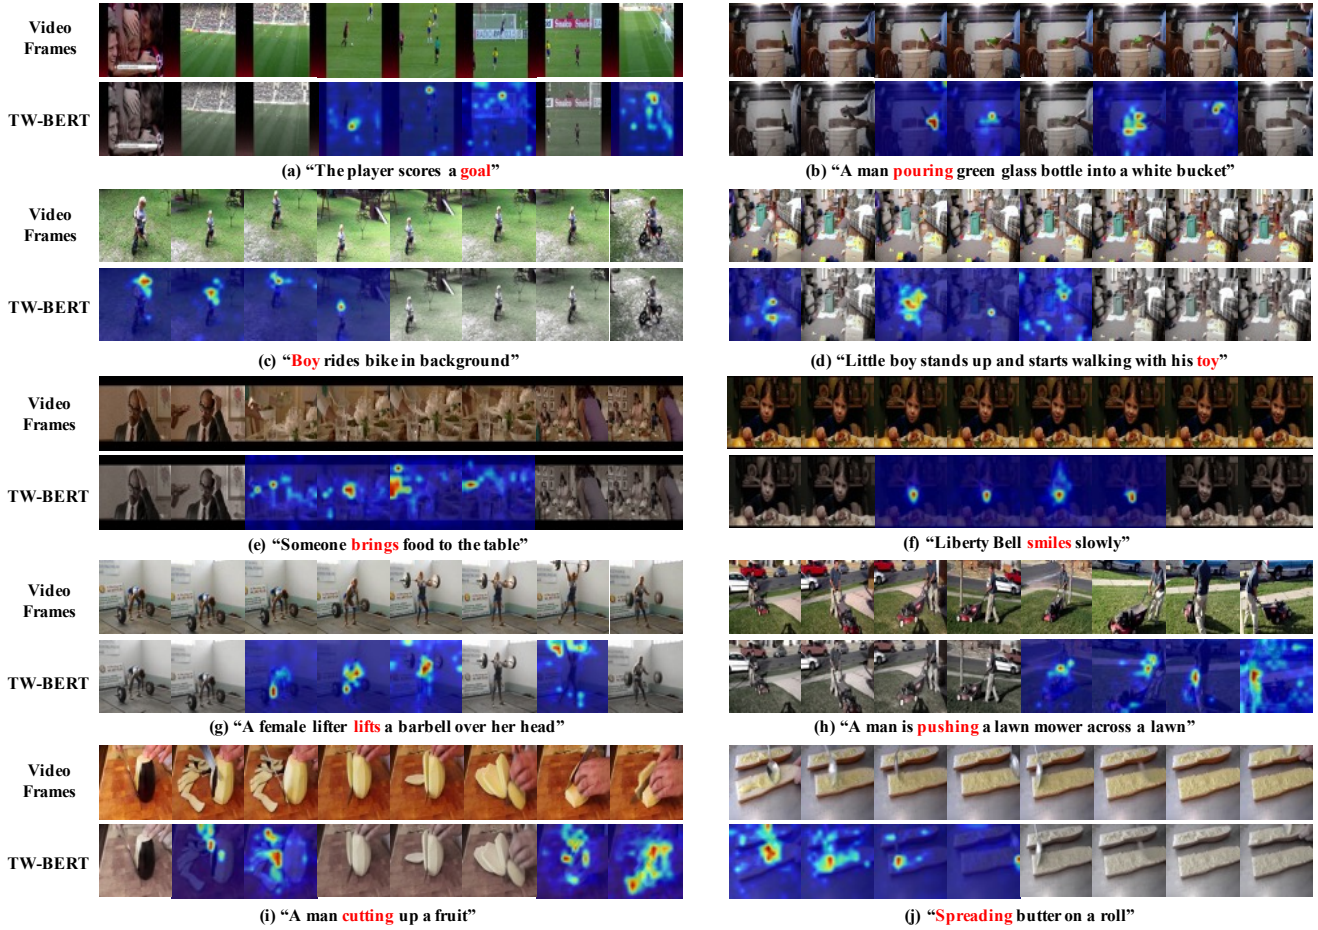 Video
Frames
TW-BERT
(a) “The player scores a goal”
(b) “A man pouring green glass bottle into a white bucket”
Video
Frames
TW-BERT
(c) “Boy rides bike in background”
(d) “Little boy stands up and starts walking with his toy”
Video
Frames
TW-BERT
(e) “Someone brings food to the table”
(f) “Liberty Bell smiles slowly”
Video
Frames
TW-BERT
(g) “A female lifter lifts a barbell over her head”
(h) “A man is pushing a lawn mower across a lawn”
Video
Frames
TW-BERT
(i) “A man cutting up a fruit”
(j) “Spreading butter on a roll”